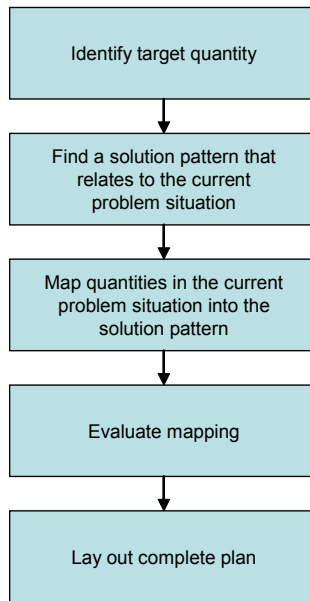 Identify target quantity
Find a solution pattern that
relates to the current
problem situation
Map quantities in the current
problem situation into the
solution pattern
Evaluate mapping
Lay out complete plan